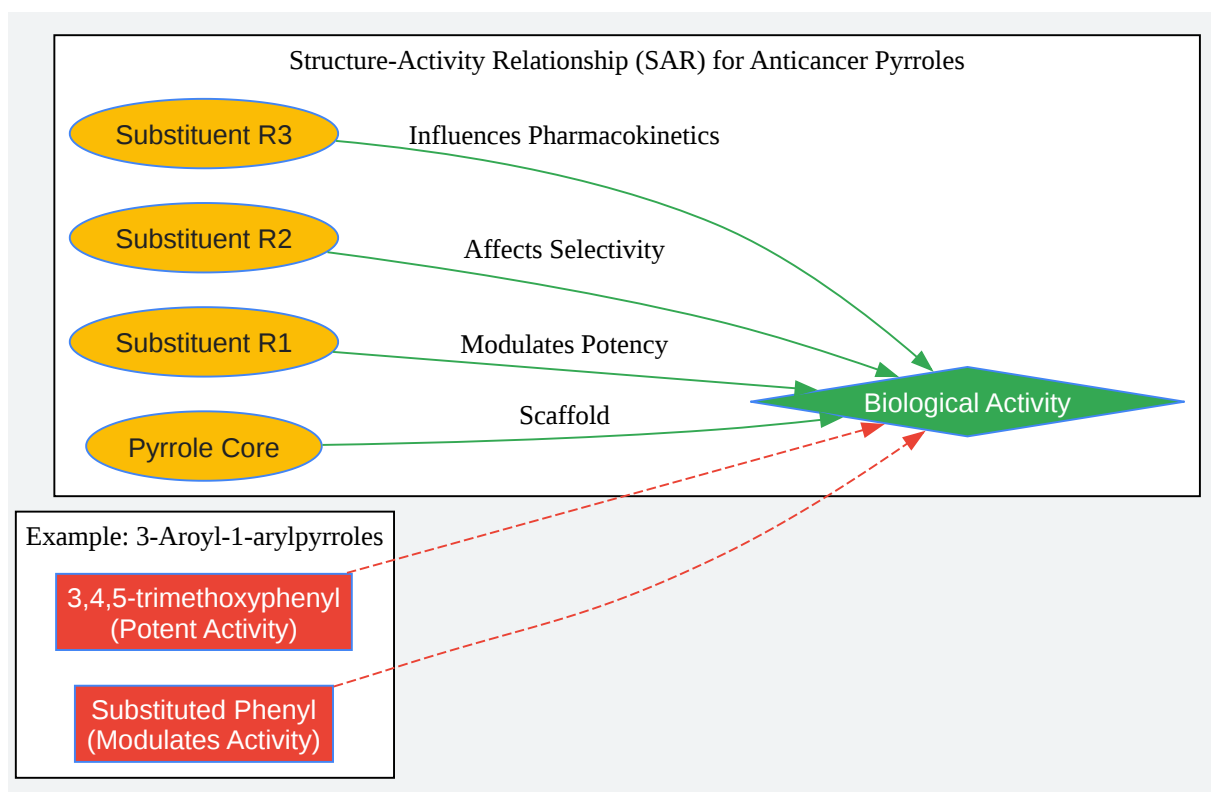 Structure-Activity Relationship (SAR) for Anticancer Pyrroles
Substituent R3
Influences Pharmacokinetics
Substituent R2
Affects Selectivity
Substituent R1
Modulates Potency
Biological Activity
Pyrrole Core
Scaffold
Example: 3-Aroyl-1-arylpyrroles
3,4,5-trimethoxyphenyl
(Potent Activity)
Substituted Phenyl
(Modulates Activity)